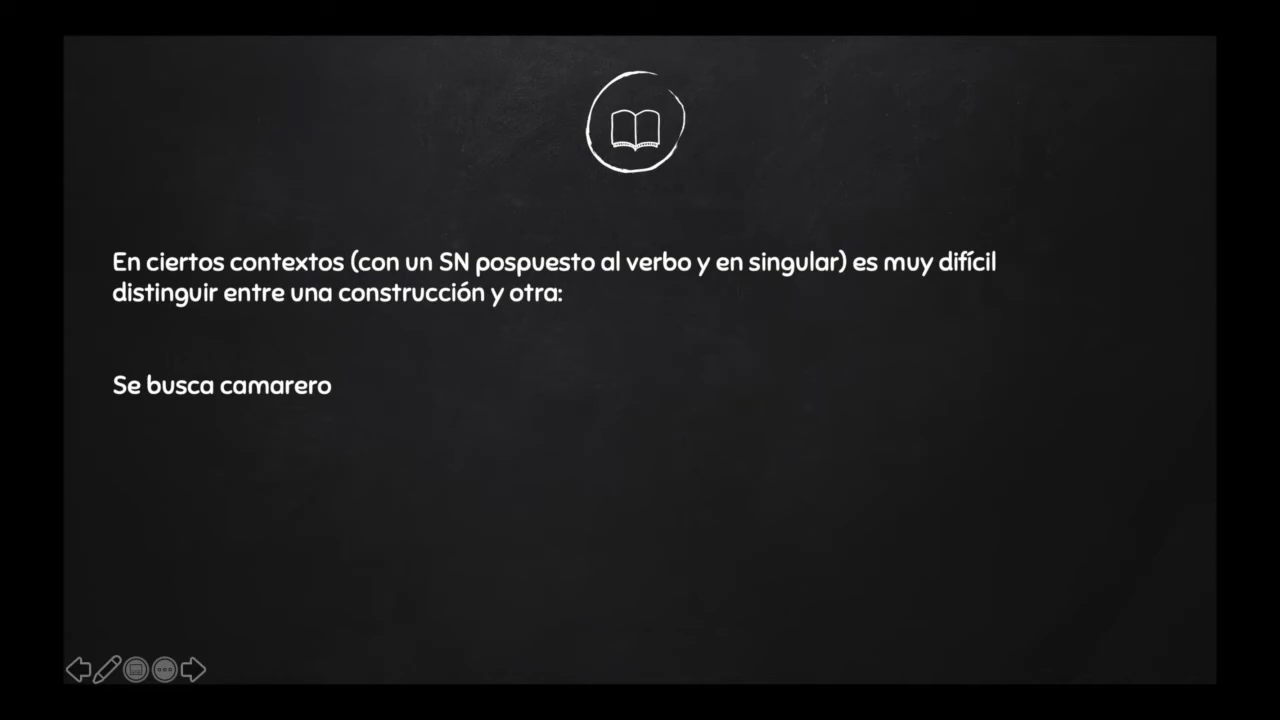 En ciertos contextos (con un SN pospuesto al verbo y en singular) es muy difícil
distinguir entre una construcción y otra:
Se busca camarero